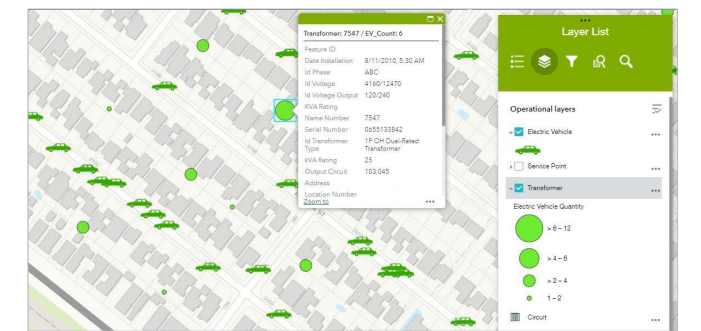 Transformer: 7547 / EV_Count: 6
Feature ID
Date Installation 8/11/2010, 5:30 AM
Id Phase ABC
Id Voltage 4160/12470
Id Voltage Output 120/240
KVA Rating
Name Number 7547
Serial Number 0655133842
Id Transformer Type 1P OH Dual-Rated Transformer
kVA Rating 25
Output Circuit 103,045
Address
Location Number
Zoom to
Layer List
Operational layers
Electric Vehicle
Service Point
Transformer
Electric Vehicle Quantity
> 6 – 12
> 4 – 6
> 2 – 4
1 – 2
Circuit